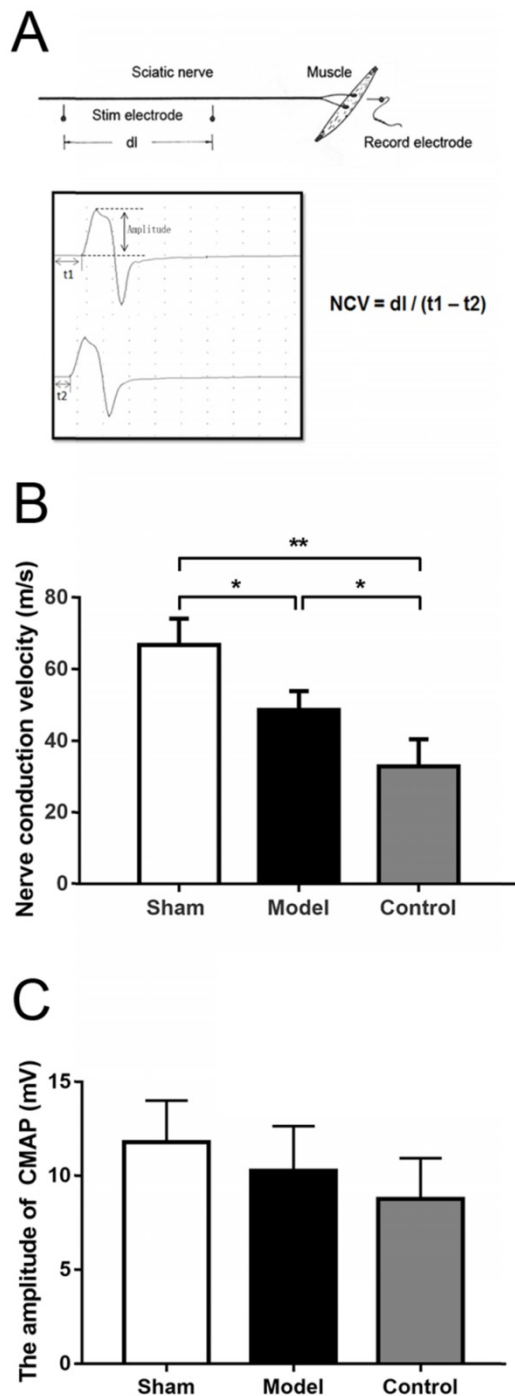 A
Sciatic nerve
Muscle
Stim electrode
dl
Record electrode
Amplitude
t1
NCV = dl / (t1 – t2)
t2
B
Nerve conduction velocity (m/s)
**
* *
80
60
40
20
0
Sham Model Control
C
The amplitude of CMAP (mV)
15
10
5
0
Sham Model Control